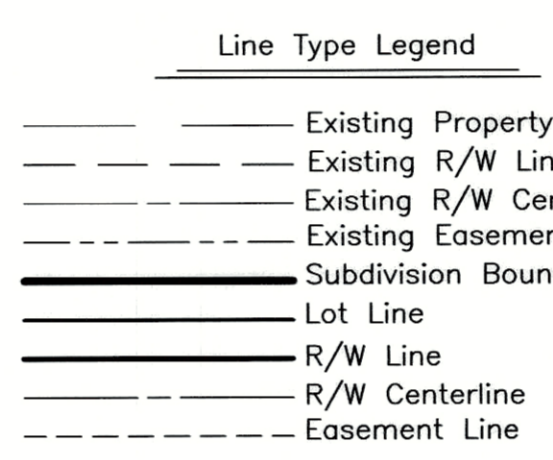 Line Type Legend
Existing Property
Existing R/W Lin
Existing R/W Cer
Existing Easemer
Subdivision Boun
Lot Line
R/W Line
R/W Centerline
Easement Line